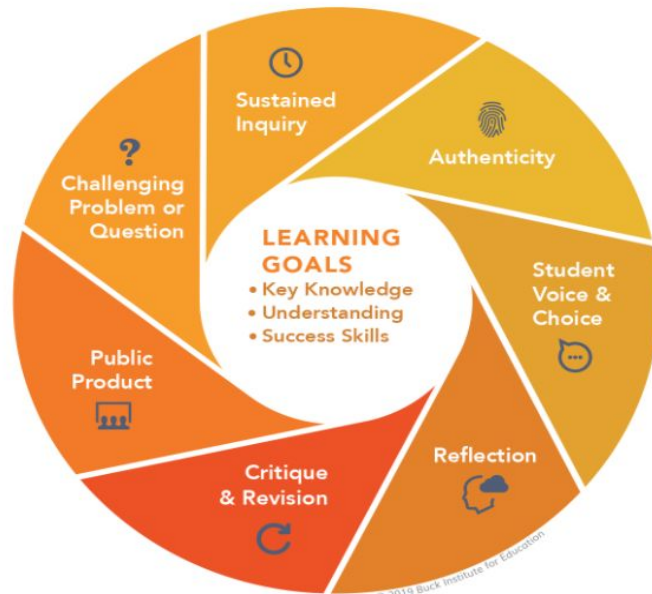 Sustained
Inquiry
Authenticity
?
Challenging
Problem or
Question
LEARNING
GOALS
• Key Knowledge
• Understanding
• Success Skills
Student
Voice &
Choice
Public
Product
Critique
& Revision
Reflection
2019 Buck Institute for Education